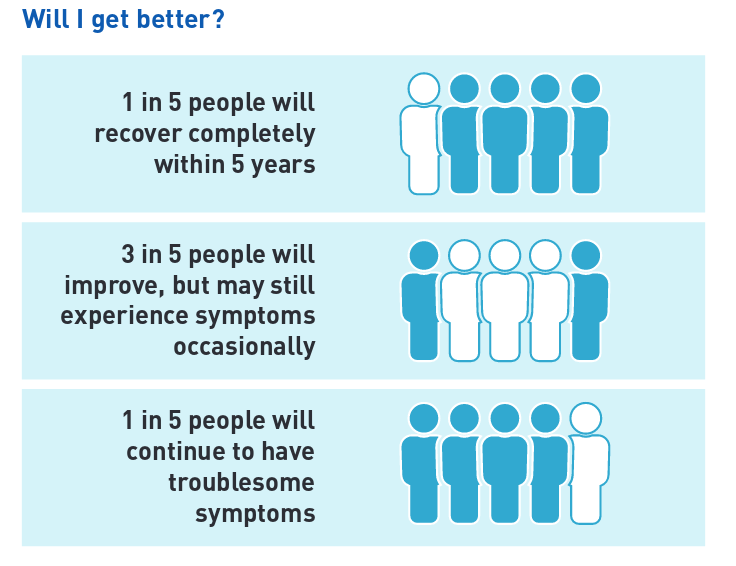 Will I get better?
1 in 5 people will
recover completely
within 5 years
3 in 5 people will
improve, but may still
experience symptoms
occasionally
1 in 5 people will
continue to have
troublesome
symptoms